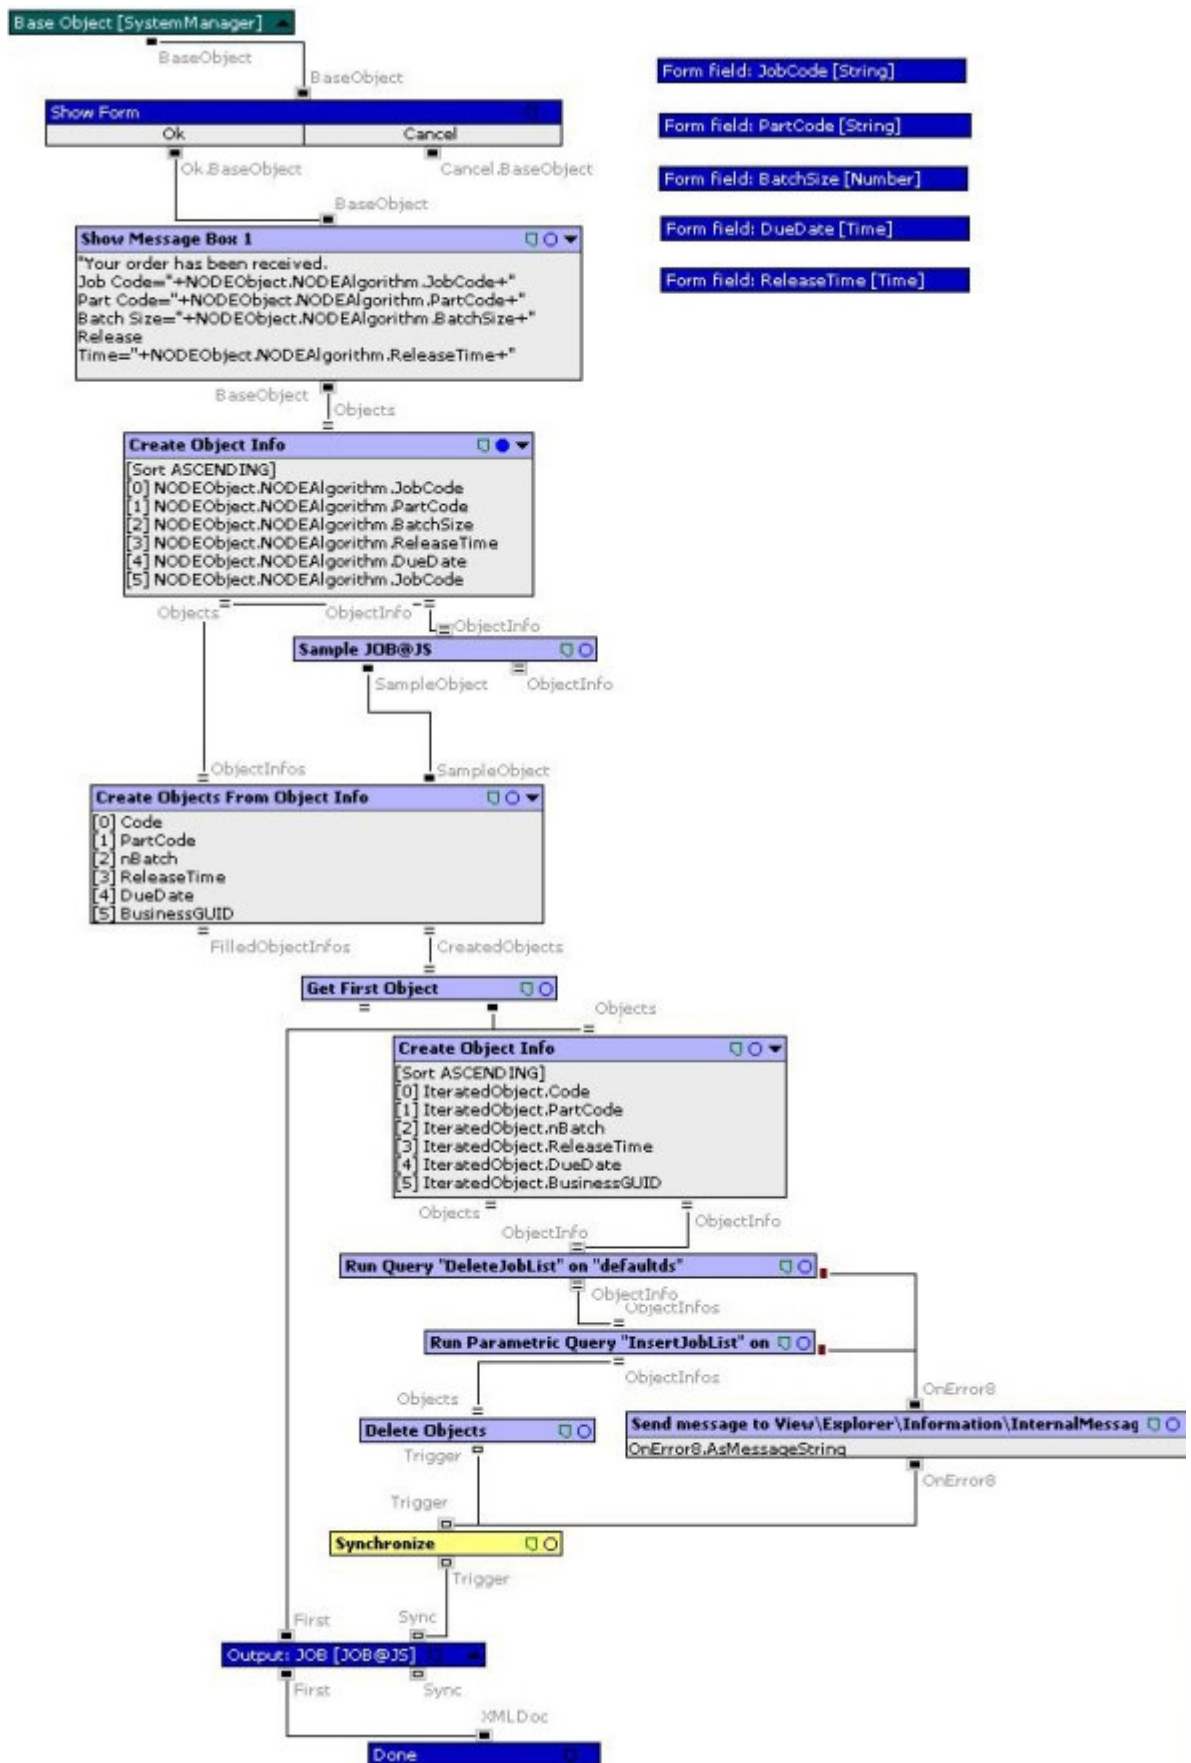 Base Object [SystemManager]
BaseObject
BaseObject
Form field: JobCode [String]
Show Form
Ok Cancel
Form field: PartCode [String]
Ok.BaseObject Cancel.BaseObject
Form field: BatchSize [Number]
BaseObject
Form field: DueDate [Time]
Show Message Box 1
"Your order has been received.
Job Code="+NODEObject.NODEAlgorithm.JobCode+"
Form field: ReleaseTime [Time]
Part Code="+NODEObject.NODEAlgorithm.PartCode+"
Batch Size="+NODEObject.NODEAlgorithm.BatchSize+"
Release
Time="+NODEObject.NODEAlgorithm.ReleaseTime+"
BaseObject
Objects
Create Object Info
[Sort ASCENDING]
[0] NODEObject.NODEAlgorithm.JobCode
[1] NODEObject.NODEAlgorithm.PartCode
[2] NODEObject.NODEAlgorithm.BatchSize
[3] NODEObject.NODEAlgorithm.ReleaseTime
[4] NODEObject.NODEAlgorithm.DueDate
[5] NODEObject.NODEAlgorithm.JobCode
Objects ObjectInfo
ObjectInfo
Sample JOB@JS
SampleObject ObjectInfo
ObjectInfos SampleObject
Create Objects From Object Info
[0] Code
[1] PartCode
[2] nBatch
[3] ReleaseTime
[4] DueDate
[5] BusinessGUID
FilledObjectInfos CreatedObjects
Get First Object
Objects
Create Object Info
[Sort ASCENDING]
[0] IteratedObject.Code
[1] IteratedObject.PartCode
[2] IteratedObject.nBatch
[3] IteratedObject.ReleaseTime
[4] IteratedObject.DueDate
[5] IteratedObject.BusinessGUID
Objects ObjectInfo
ObjectInfo
Run Query "DeleteJobList" on "defaultds"
ObjectInfo
ObjectInfos
Run Parametric Query "InsertJobList" on
ObjectInfos
OnError8
Objects
Send message to View\Explorer\Information\InternalMessag
Delete Objects
OnError8.AsMessageString
Trigger
OnError8
Trigger
Synchronize
Trigger
First Sync
Output: JOB [JOB@JS]
First Sync
XMLDoc
Done